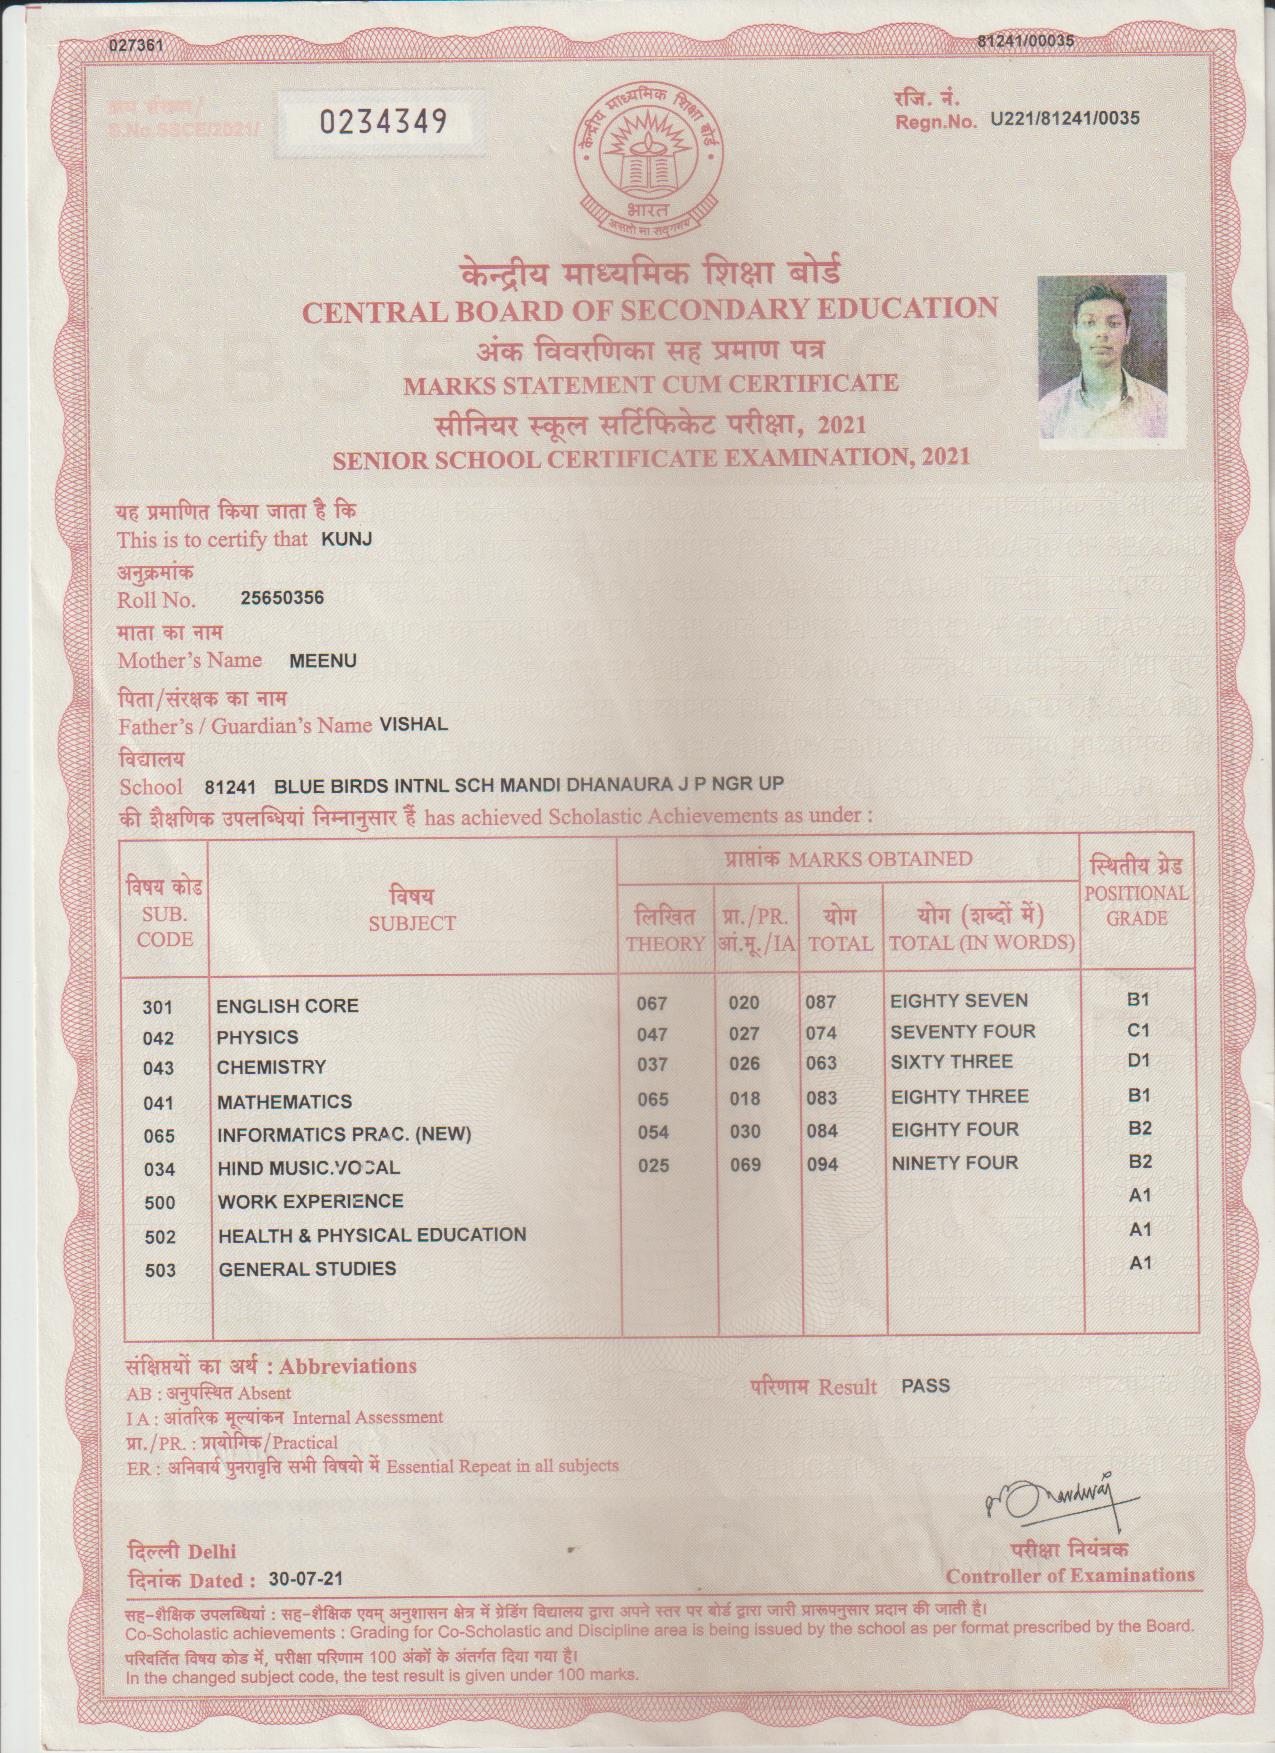 027361
81241/00035
क्रम संख्या/
S.No.SSCE/2021/
0234349
रजि. नं.
Regn.No. U221/81241/0035
केन्द्रीय माध्यमिक शिक्षा बोर्ड
भारत
असतो मा सद्गमय
केन्द्रीय माध्यमिक शिक्षा बोर्ड
CENTRAL BOARD OF SECONDARY EDUCATION
अंक विवरणिका सह प्रमाण पत्र
MARKS STATEMENT CUM CERTIFICATE
सीनियर स्कूल सर्टिफिकेट परीक्षा, 2021
SENIOR SCHOOL CERTIFICATE EXAMINATION, 2021
यह प्रमाणित किया जाता है कि
This is to certify that KUNJ
अनुक्रमांक
Roll No. 25650356
माता का नाम
Mother's Name MEENU
पिता/संरक्षक का नाम
Father's / Guardian's Name VISHAL
विद्यालय
School 81241 BLUE BIRDS INTNL SCH MANDI DHANAURA J P NGR UP
की शैक्षणिक उपलब्धियां निम्नानुसार हैं has achieved Scholastic Achievements as under :
विषय कोड SUB. CODE
विषय SUBJECT
प्राप्तांक MARKS OBTAINED
लिखित THEORY
प्रा./PR. आं.मू./IA
योग TOTAL
योग (शब्दों में) TOTAL (IN WORDS)
स्थितीय ग्रेड POSITIONAL GRADE
301 ENGLISH CORE 067 020 087 EIGHTY SEVEN B1
042 PHYSICS 047 027 074 SEVENTY FOUR C1
043 CHEMISTRY 037 026 063 SIXTY THREE D1
041 MATHEMATICS 065 018 083 EIGHTY THREE B1
065 INFORMATICS PRAC. (NEW) 054 030 084 EIGHTY FOUR B2
034 HIND MUSIC.VOCAL 025 069 094 NINETY FOUR B2
500 WORK EXPERIENCE A1
502 HEALTH & PHYSICAL EDUCATION A1
503 GENERAL STUDIES A1
संक्षिप्तयों का अर्थ : Abbreviations
AB : अनुपस्थित Absent
परिणाम Result PASS
I A : आंतरिक मूल्यांकन Internal Assessment
प्रा./PR. : प्रायोगिक/Practical
ER : अनिवार्य पुनरावृत्ति सभी विषयो में Essential Repeat in all subjects
दिल्ली Delhi
दिनांक Dated : 30-07-21
परीक्षा नियंत्रक
Controller of Examinations
सह-शैक्षिक उपलब्धियां : सह-शैक्षिक एवम् अनुशासन क्षेत्र में ग्रेडिंग विद्यालय द्वारा अपने स्तर पर बोर्ड द्वारा जारी प्रारूपनुसार प्रदान की जाती है।
Co-Scholastic achievements : Grading for Co-Scholastic and Discipline area is being issued by the school as per format prescribed by the Board.
परिवर्तित विषय कोड में, परीक्षा परिणाम 100 अंकों के अंतर्गत दिया गया है।
In the changed subject code, the test result is given under 100 marks.